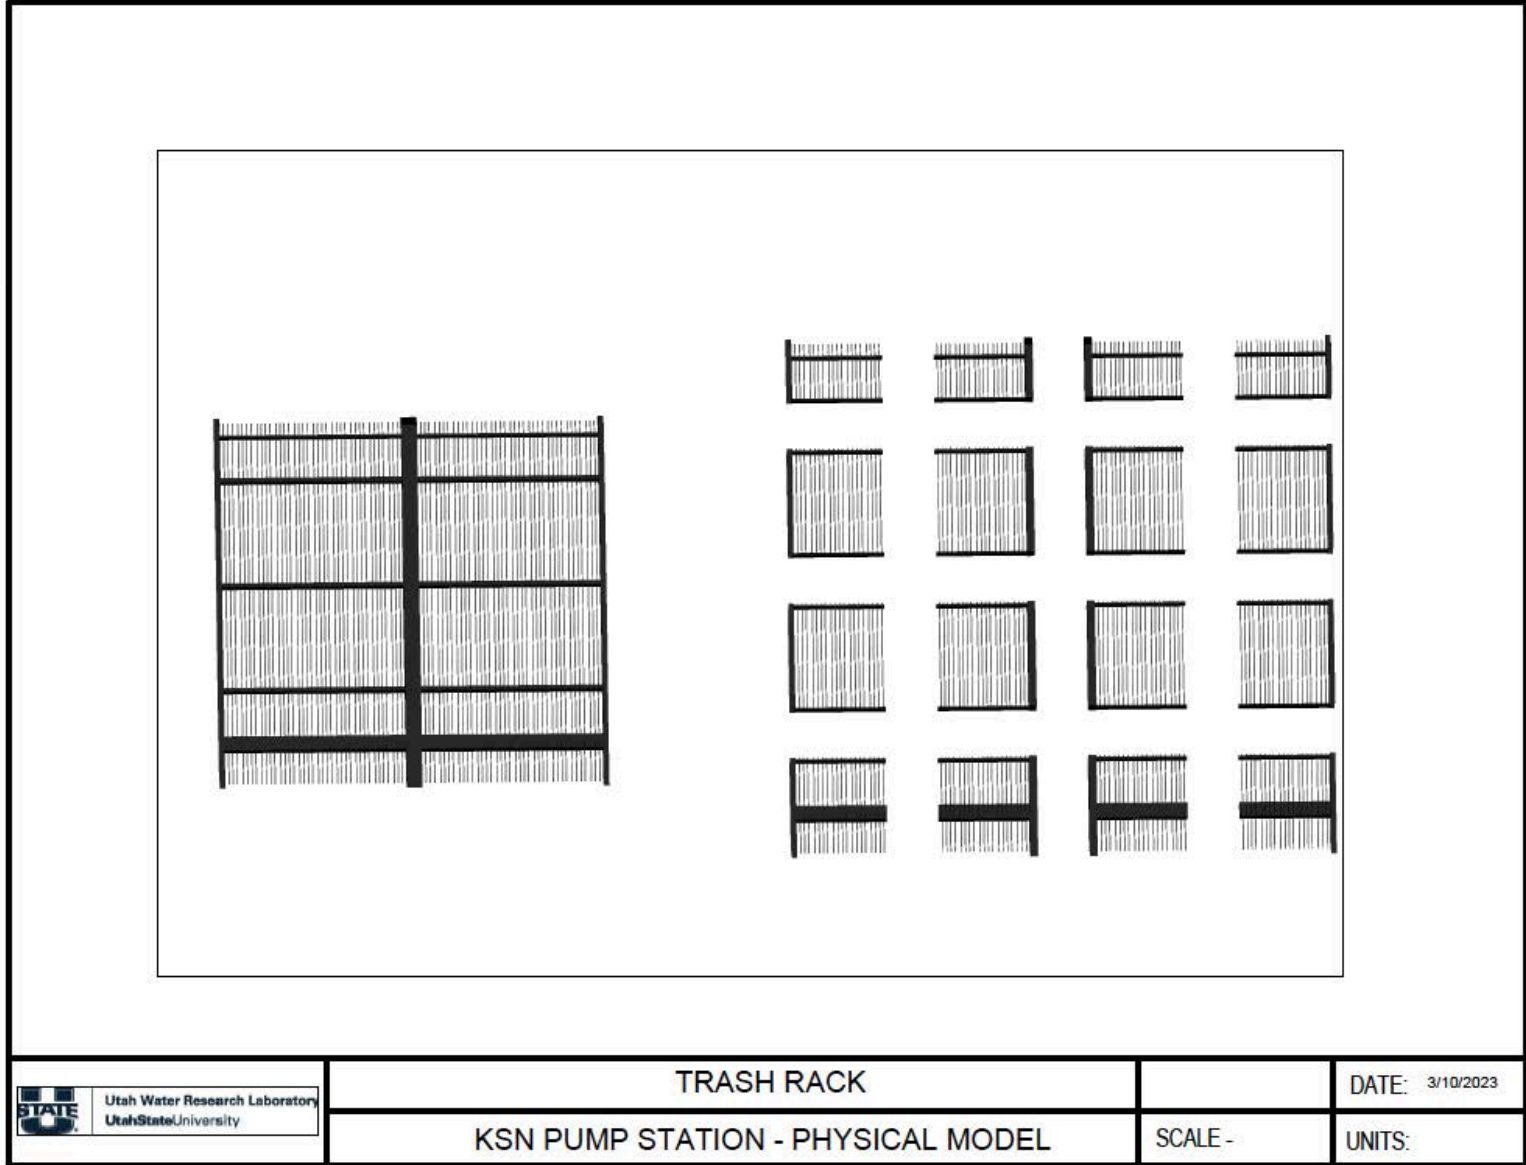 TRASH RACK
DATE: 3/10/2023
STATE
Utah Water Research Laboratory
UtahStateUniversity
KSN PUMP STATION - PHYSICAL MODEL
SCALE -
UNITS: